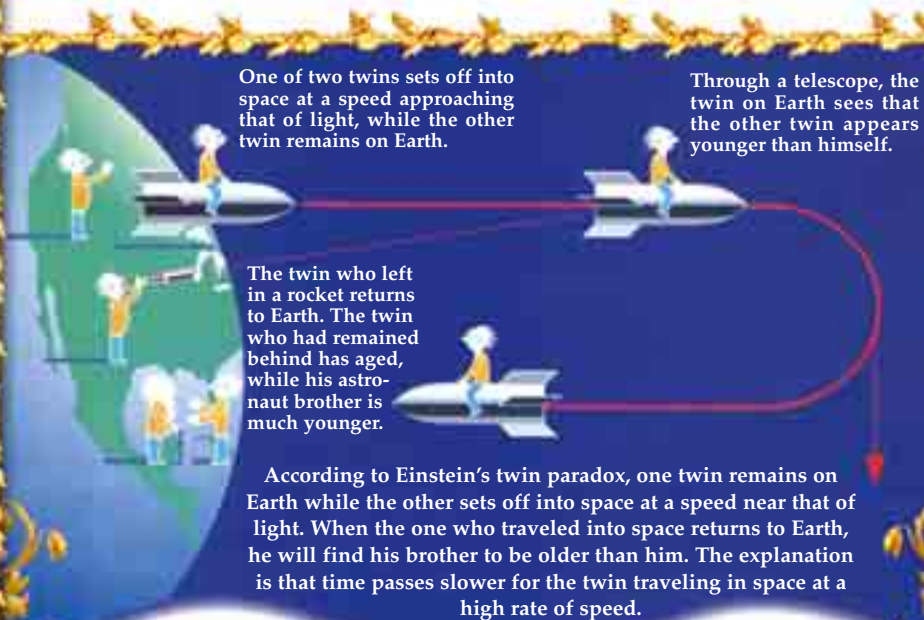 One of two twins sets off into
space at a speed approaching
that of light, while the other
twin remains on Earth.
Through a telescope, the
twin on Earth sees that
the other twin appears
younger than himself.
The twin who left
in a rocket returns
to Earth. The twin
who had remained
behind has aged,
while his astro-
naut brother is
much younger.
According to Einstein's twin paradox, one twin remains on
Earth while the other sets off into space at a speed near that of
light. When the one who traveled into space returns to Earth,
he will find his brother to be older than him. The explanation
is that time passes slower for the twin traveling in space at a
high rate of speed.